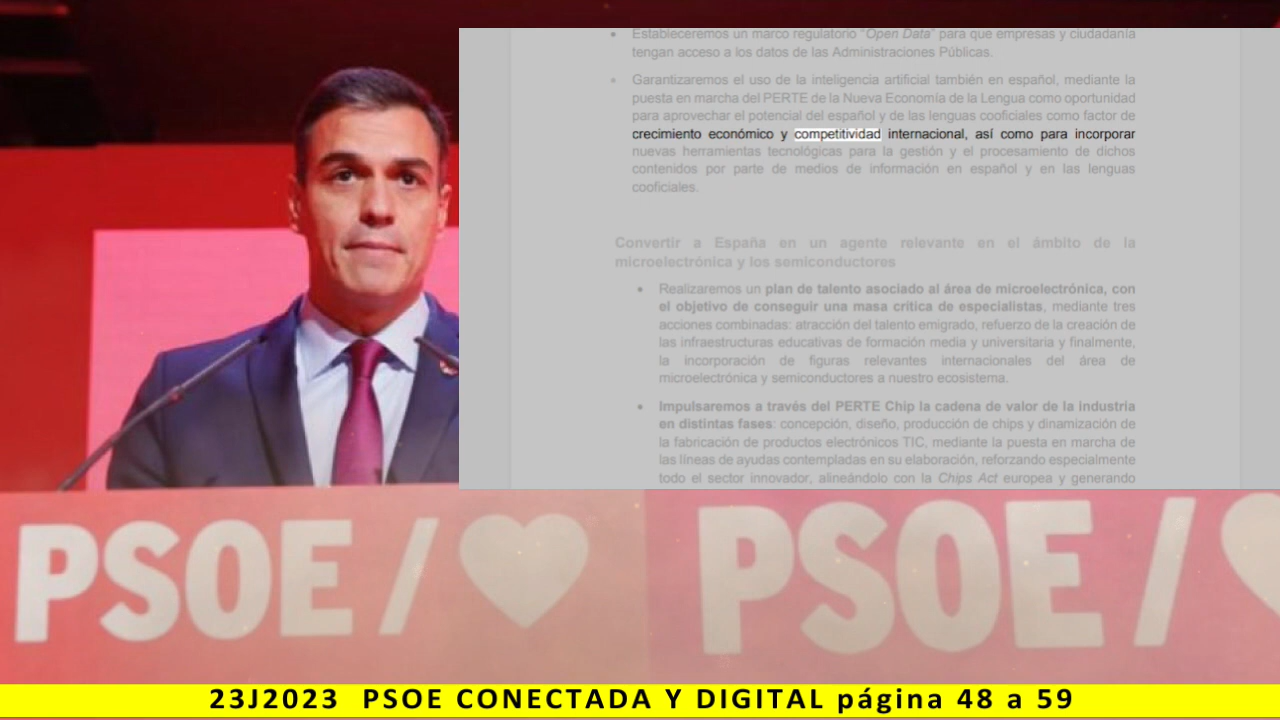 • Estableceremos un marco regulatorio "Open Data" para que empresas y ciudadanía
tengan acceso a los datos de las Administraciones Públicas.
• Garantizaremos el uso de la inteligencia artificial también en español, mediante la
puesta en marcha del PERTE de la Nueva Economía de la Lengua como oportunidad
para aprovechar el potencial del español y de las lenguas cooficiales como factor de
crecimiento económico y competitividad internacional, así como para incorporar
nuevas herramientas tecnológicas para la gestión y el procesamiento de dichos
contenidos por parte de medios de información en español y en las lenguas
cooficiales.
Convertir a España en un agente relevante en el ámbito de la
microelectrónica y los semiconductores
• Realizaremos un plan de talento asociado al área de microelectrónica, con
el objetivo de conseguir una masa crítica de especialistas, mediante tres
acciones combinadas: atracción del talento emigrado, refuerzo de la creación de
las infraestructuras educativas de formación media y universitaria y finalmente,
la incorporación de figuras relevantes internacionales del área de
microelectrónica y semiconductores a nuestro ecosistema.
• Impulsaremos a través del PERTE Chip la cadena de valor de la industria
en distintas fases: concepción, diseño, producción de chips y dinamización de
la fabricación de productos electrónicos TIC, mediante la puesta en marcha de
las líneas de ayudas contempladas en su elaboración, reforzando especialmente
todo el sector innovador, alineándolo con la Chips Act europea y generando
PSOE / PSOE /
23J2023 PSOE CONECTADA Y DIGITAL página 48 a 59